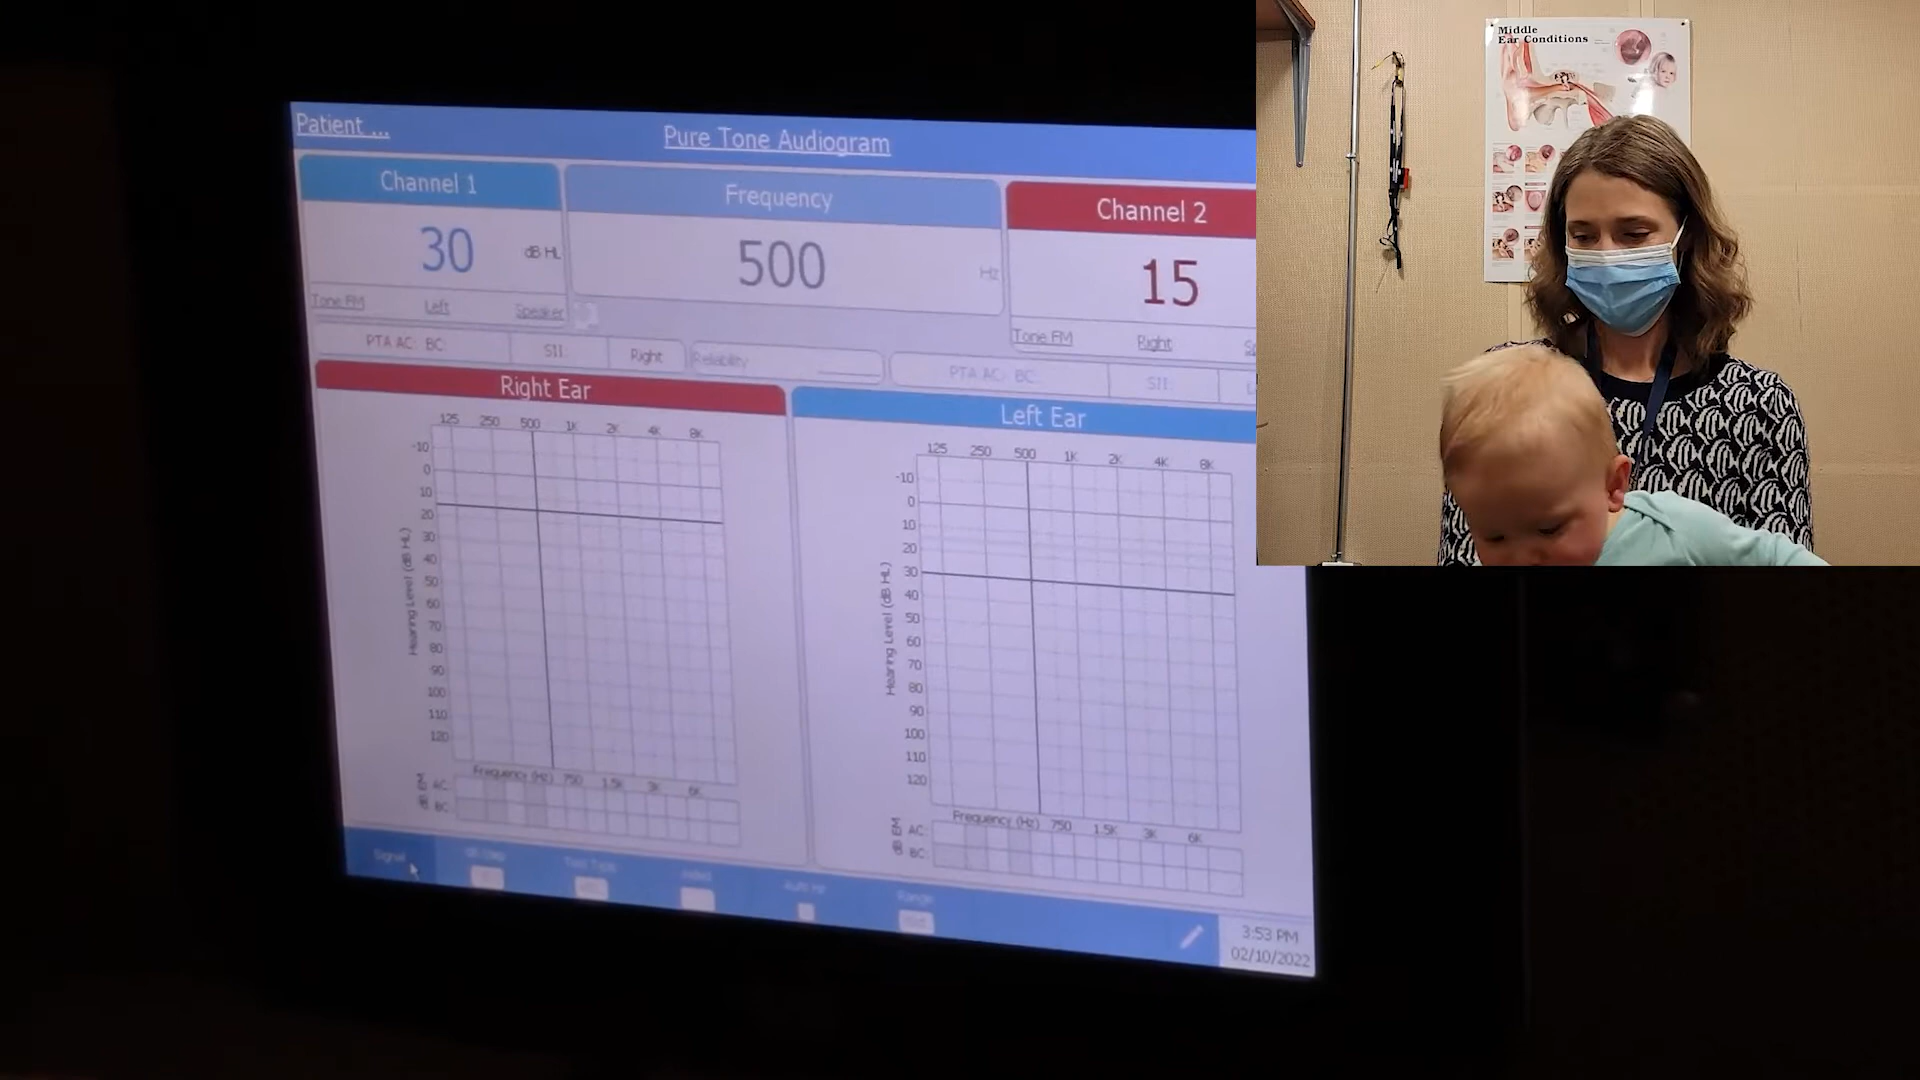 Patient ...
Pure Tone Audiogram
Channel 1
Frequency
Channel 2
30 dB HL
500 Hz
15
Tone FM Left Speaker
Tone FM Right
PTA AC: BC:
SII:
Right
Reliability
PTA AC: BC:
SII:
Right Ear
125 250 500 1K 2K 4K 8K
-10
0
10
20
30
40
50
60
70
80
90
100
110
120
Hearing Level (dB HL)
Frequency (Hz) 750 1.5K 3K 6K
dB EM
AC:
BC:
Left Ear
125 250 500 1K 2K 4K 8K
-10
0
10
20
30
40
50
60
70
80
90
100
110
120
Hearing Level (dB HL)
Frequency (Hz) 750 1.5K 3K 6K
dB EM
AC:
BC:
Signal
Auto Hz
Range
3:53 PM
02/10/2022
Middle
Ear Conditions